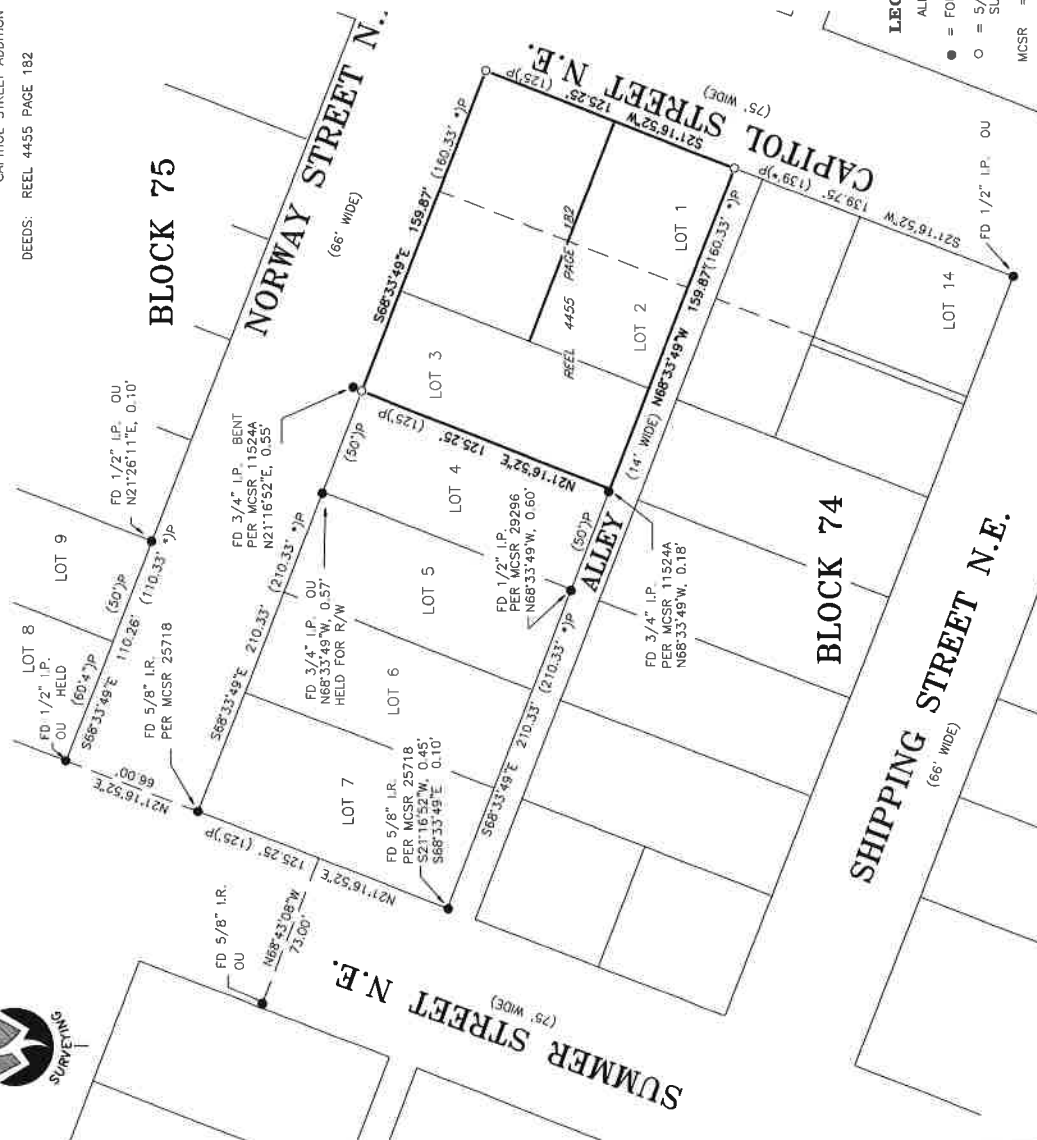 CAPITOL STREET ADDITION
DEEDS: REEL 4455 PAGE 182
BLOCK 75
NORWAY STREET N.
(66' WIDE)
LOT 9
LOT 8
FD 1/2" I.P.
OU HELD
(60'4")P
(50')P
S68°33'49"E 110.26' (110.33' *)P
FD 1/2" I.P. OU
N21°26'11"E, 0.10'
N21°16'52"E
66.00'
FD 5/8" I.R.
PER MCSR 25718
S68°33'49"E 210.33' (210.33' *)P
FD 3/4" I.P. BENT
PER MCSR 11524A
N21°16'52"E, 0.55'
(50')P
S68°33'49"E 159.87' (160.33' *)P
FD 3/4" I.P. OU
N68°33'49"W, 0.57'
HELD FOR R/W
LOT 3
LOT 4
LOT 5
LOT 6
LOT 7
REEL 4455 PAGE 182
LOT 2
LOT 1
S21°16'52"W
125.25' (125')P
CAPITOL STREET N.E.
(75' WIDE)
N21°16'52"E 125.25' (125')P
N21°16'52"E 125.25' (125')P
FD 5/8" I.R.
OU
N68°43'08"W
73.00'
FD 5/8" I.R.
PER MCSR 25718
S21°16'52"W, 0.45'
S68°33'49"E 0.10'
FD 1/2" I.P.
PER MCSR 29296
N68°33'49"W, 0.60'
(50')P
ALLEY
(14' WIDE)
N68°33'49"W 159.87' (160.33' *)P
S68°33'49"E 210.33' (210.33' *)P
FD 3/4" I.P.
PER MCSR 11524A
N68°33'49"W, 0.18'
S21°16'52"W 139.75' (139'*)P
LOT 14
FD 1/2" I.P. OU
BLOCK 74
SHIPPING STREET N.E.
(66' WIDE)
SUMMER STREET N.E.
(75' WIDE)
SURVEYING
LEG
ALL
● = FO
○ = 5/
SU
MCSR =